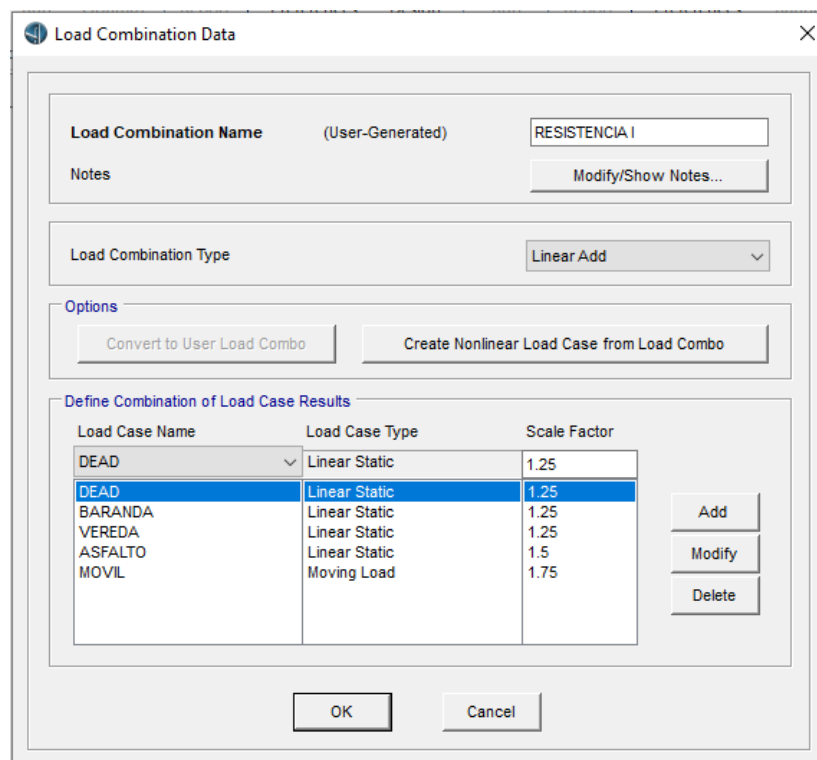 Load Combination Data
Load Combination Name (User-Generated) RESISTENCIA I
Notes Modify/Show Notes...
Load Combination Type Linear Add
Options
Convert to User Load Combo Create Nonlinear Load Case from Load Combo
Define Combination of Load Case Results
Load Case Name Load Case Type Scale Factor
DEAD Linear Static 1.25
DEAD Linear Static 1.25
BARANDA Linear Static 1.25
VEREDA Linear Static 1.25
ASFALTO Linear Static 1.5
MOVIL Moving Load 1.75
Add
Modify
Delete
OK Cancel